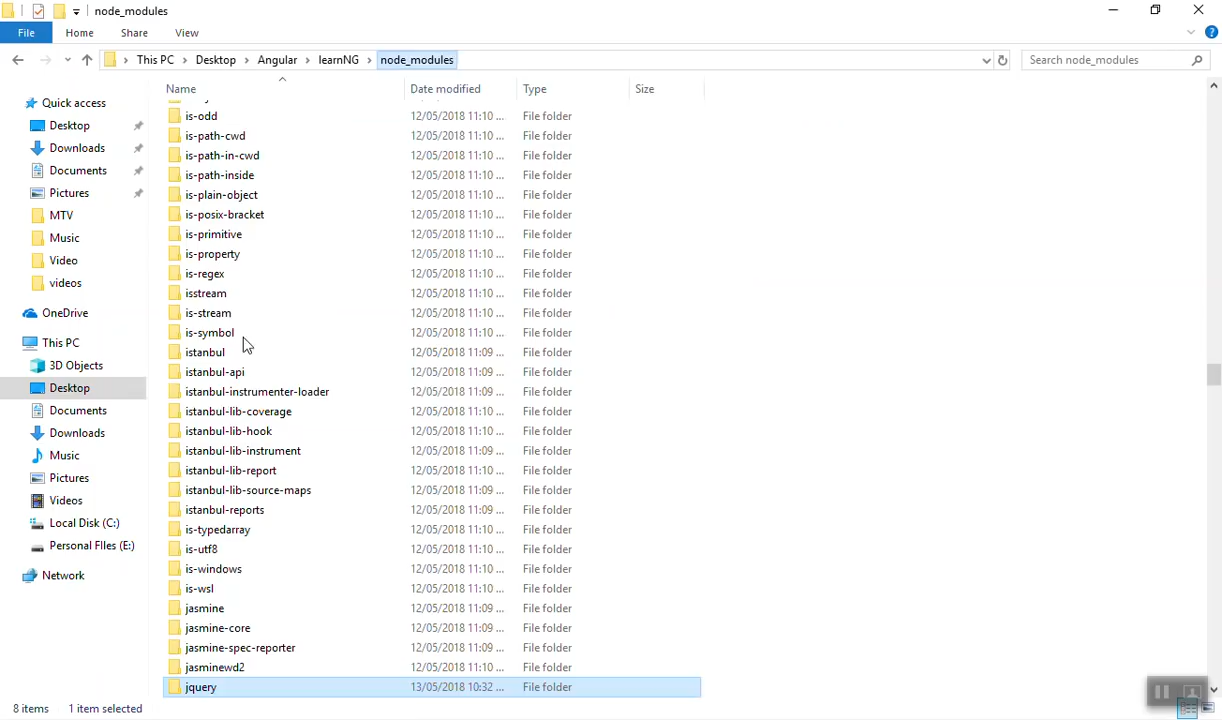 node_modules
File Home Share View
This PC Desktop Angular learnNG node_modules Search node_modules
Name Date modified Type Size
Quick access
Desktop
Downloads
Documents
Pictures
MTV
Music
Video
videos
OneDrive
This PC
3D Objects
Desktop
Documents
Downloads
Music
Pictures
Videos
Local Disk (C:)
Personal FIles (E:)
Network
is-odd 12/05/2018 11:10 ... File folder
is-path-cwd 12/05/2018 11:10 ... File folder
is-path-in-cwd 12/05/2018 11:10 ... File folder
is-path-inside 12/05/2018 11:10 ... File folder
is-plain-object 12/05/2018 11:10 ... File folder
is-posix-bracket 12/05/2018 11:10 ... File folder
is-primitive 12/05/2018 11:10 ... File folder
is-property 12/05/2018 11:10 ... File folder
is-regex 12/05/2018 11:10 ... File folder
isstream 12/05/2018 11:10 ... File folder
is-stream 12/05/2018 11:10 ... File folder
is-symbol 12/05/2018 11:10 ... File folder
istanbul 12/05/2018 11:09 ... File folder
istanbul-api 12/05/2018 11:09 ... File folder
istanbul-instrumenter-loader 12/05/2018 11:09 ... File folder
istanbul-lib-coverage 12/05/2018 11:10 ... File folder
istanbul-lib-hook 12/05/2018 11:10 ... File folder
istanbul-lib-instrument 12/05/2018 11:09 ... File folder
istanbul-lib-report 12/05/2018 11:10 ... File folder
istanbul-lib-source-maps 12/05/2018 11:09 ... File folder
istanbul-reports 12/05/2018 11:09 ... File folder
is-typedarray 12/05/2018 11:10 ... File folder
is-utf8 12/05/2018 11:10 ... File folder
is-windows 12/05/2018 11:10 ... File folder
is-wsl 12/05/2018 11:10 ... File folder
jasmine 12/05/2018 11:09 ... File folder
jasmine-core 12/05/2018 11:09 ... File folder
jasmine-spec-reporter 12/05/2018 11:09 ... File folder
jasminewd2 12/05/2018 11:10 ... File folder
jquery 13/05/2018 10:32 ... File folder
8 items 1 item selected